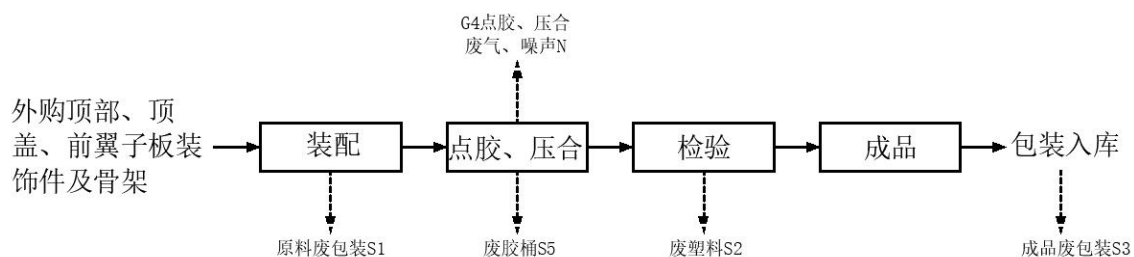 G4点胶、压合
废气、噪声N
外购顶部、顶
盖、前翼子板装
饰件及骨架
装配
点胶、压合
检验
成品
包装入库
原料废包装S1
废胶桶S5
废塑料S2
成品废包装S3